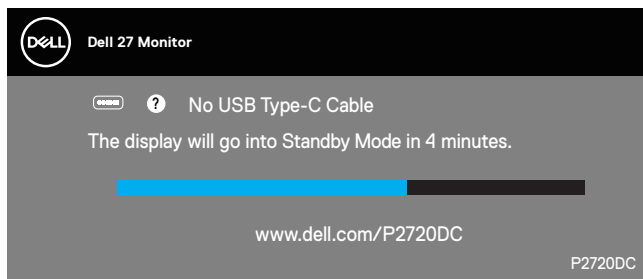 DELL
Dell 27 Monitor
? No USB Type-C Cable
The display will go into Standby Mode in 4 minutes.
www.dell.com/P2720DC
P2720DC